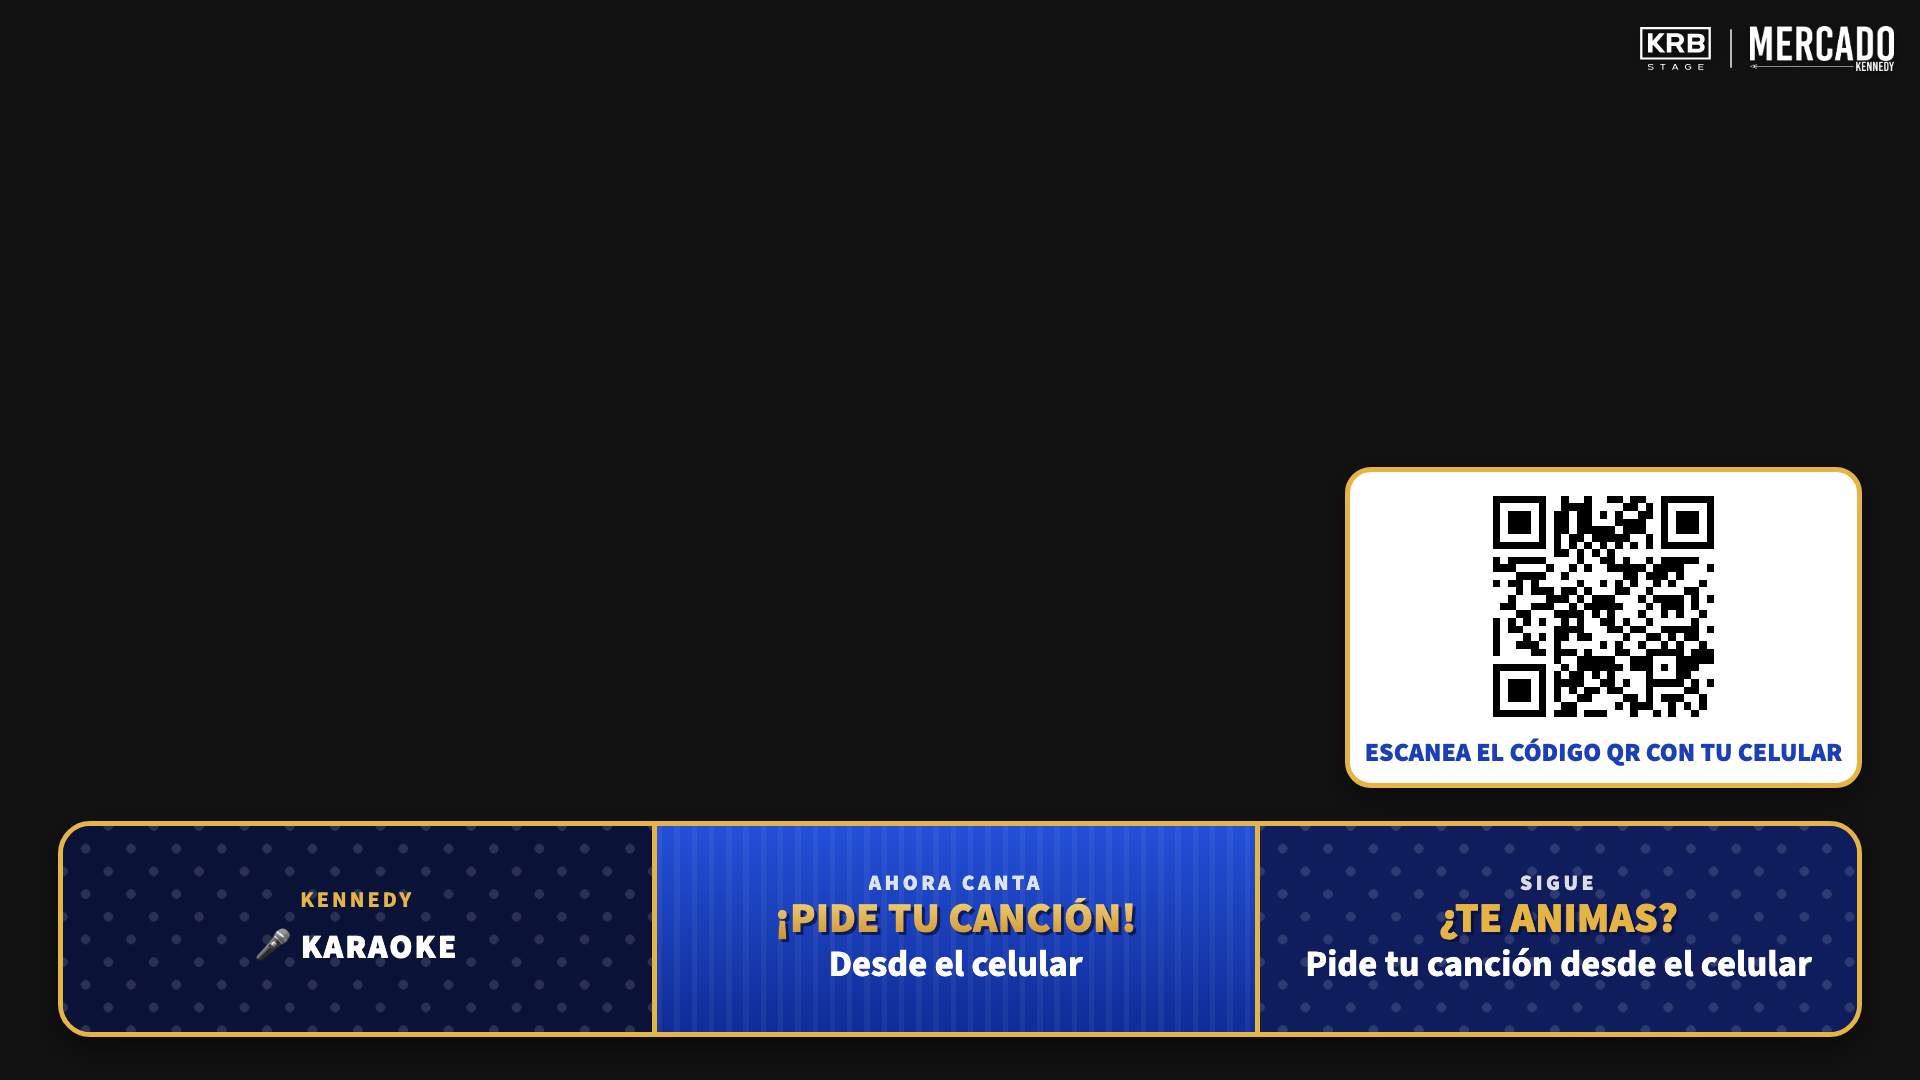 KRB
STAGE
MERCADO
KENNEDY
ESCANEA EL CÓDIGO QR CON TU CELULAR
KENNEDY
🎤 KARAOKE
AHORA CANTA
¡PIDE TU CANCIÓN!
Desde el celular
SIGUE
¿TE ANIMAS?
Pide tu canción desde el celular